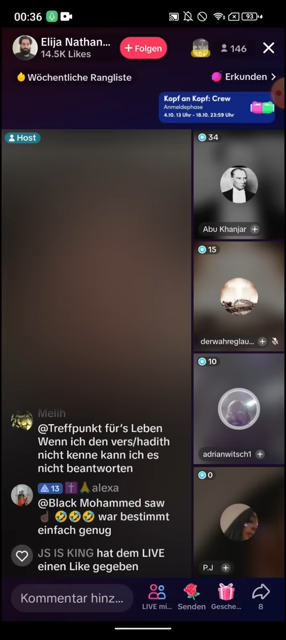 00:36
93
Elija Nathan...
14.5K Likes
+ Folgen
146
Wöchentliche Rangliste
Erkunden >
Kopf an Kopf: Crew
Anmeldephase
4.10. 13 Uhr - 18.10. 23:59 Uhr
Host
34
Abu Khanjar +
15
derwahreglau... +
10
adrianwitsch1 +
0
P.J +
Melih
@Treffpunkt für's Leben
Wenn ich den vers/hadith
nicht kenne kann ich es
nicht beantworten
13 ✝️🙏 alexa
@Black Mohammed saw
☝🏿🤣🤣🤣 war bestimmt
einfach genug
JS IS KING hat dem LIVE
einen Like gegeben
Kommentar hinz...
LIVE mi...
Senden
Gesche...
8